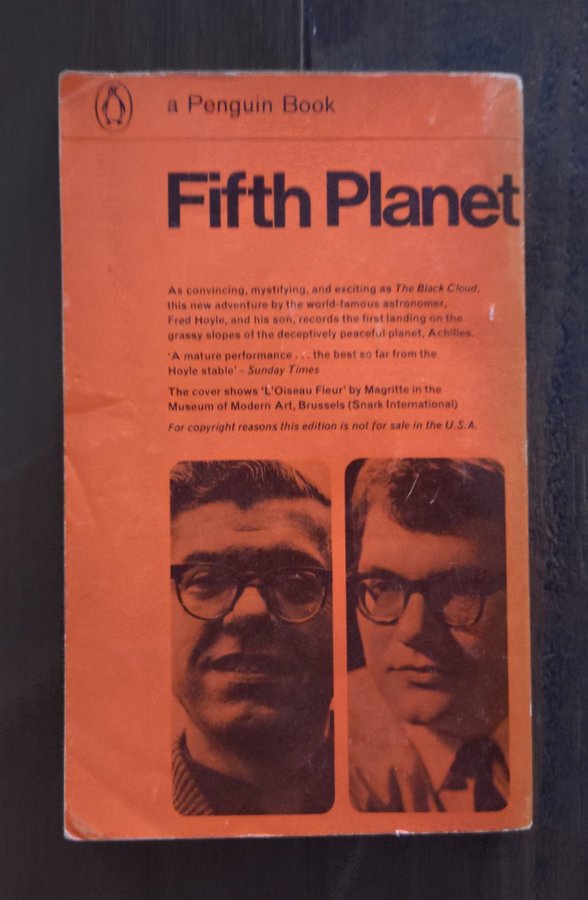 a Penguin Book
Fifth Planet
As convincing, mystifying, and exciting as The Black Cloud,
this new adventure by the world-famous astronomer,
Fred Hoyle, and his son, records the first landing on the
grassy slopes of the deceptively peaceful planet, Achilles.
'A mature performance . . . the best so far from the
Hoyle stable' – Sunday Times
The cover shows 'L'Oiseau Fleur' by Magritte in the
Museum of Modern Art, Brussels (Snark International)
For copyright reasons this edition is not for sale in the U.S.A.